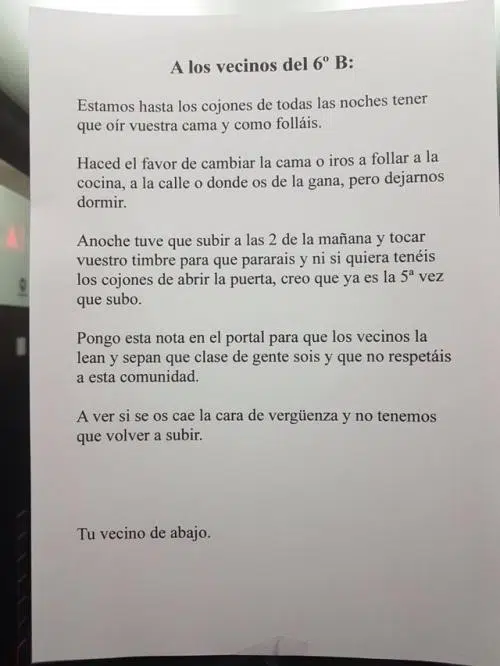 A los vecinos del 6º B:
Estamos hasta los cojones de todas las noches tener
que oír vuestra cama y como folláis.
Haced el favor de cambiar la cama o iros a follar a la
cocina, a la calle o donde os de la gana, pero dejarnos
dormir.
Anoche tuve que subir a las 2 de la mañana y tocar
vuestro timbre para que pararais y ni si quiera tenéis
los cojones de abrir la puerta, creo que ya es la 5ª vez
que subo.
Pongo esta nota en el portal para que los vecinos la
lean y sepan que clase de gente sois y que no respetáis
a esta comunidad.
A ver si se os cae la cara de vergüenza y no tenemos
que volver a subir.
Tu vecino de abajo.